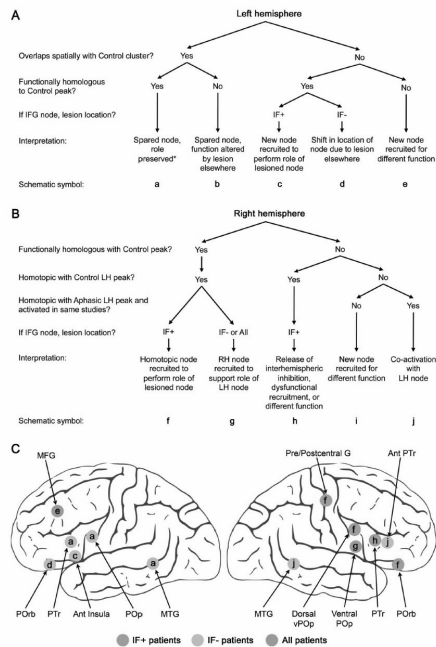 A
Left hemisphere
Overlaps spatially with Control cluster?
Yes
No
Functionally homologous
to Control peak?
Yes
No
Yes
No
If IFG node, lesion location?
IF+
IF-
Interpretation:
Spared node,
role
preserved*
Spared node,
function altered
by lesion elsewhere
New node
recruited to
perform role of
lesioned node
Shift in location of
node due to lesion
elsewhere
New node
recruited for
different function
Schematic symbol:
a
b
c
d
e
B
Right hemisphere
Functionally homologous with Control peak?
Yes
No
Homotopic with Control LH peak?
Yes
Yes
No
Homotopic with Aphasic LH peak and
activated in same studies?
No
Yes
If IFG node, lesion location?
IF+
IF- or All
IF+
Interpretation:
Homotopic node
recruited to
perform role of
lesioned node
RH node
recruited to
support role of LH
node
Release of
interhemispheric
inhibition,
dysfunctional
recruitment, or
different function
New node
recruited for
different function
Co-activation
with
LH node
Schematic symbol:
f
g
h
i
j
C
MFG
e
a
a
c
d
a
POrb
PTr
Ant Insula
POp
MTG
Pre/Postcentral G
Ant PTr
f
f
g
h
j
j
f
MTG
Dorsal
vPOp
Ventral
POp
PTr
POrb
IF+ patients
IF- patients
All patients